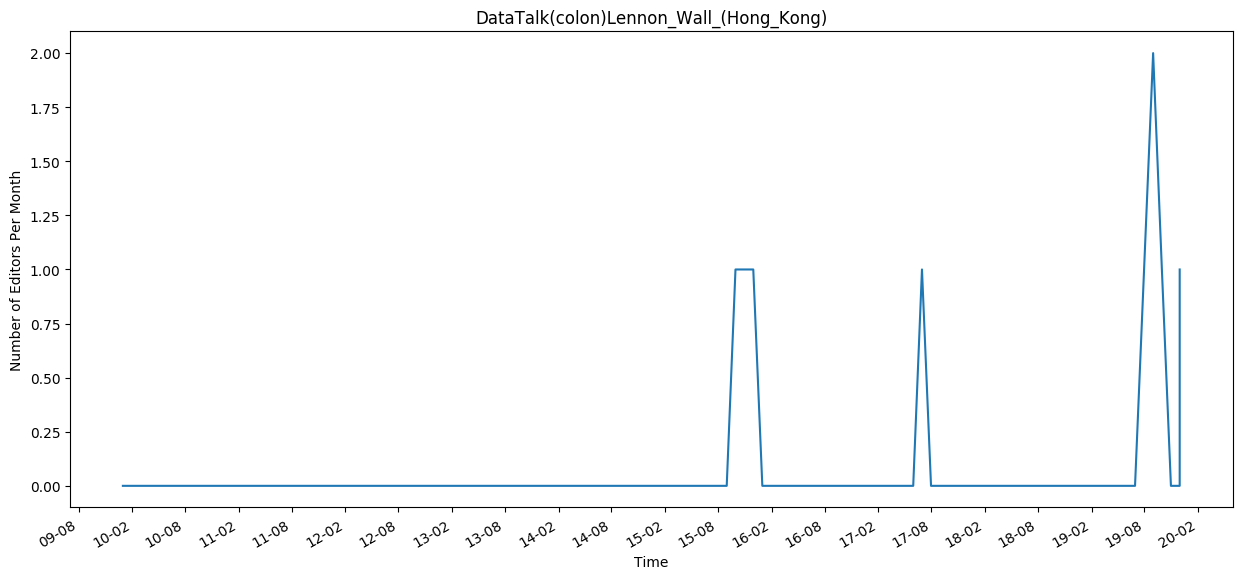 DataTalk(colon)Lennon_Wall_(Hong_Kong)
Number of Editors Per Month
2.00
1.75
1.50
1.25
1.00
0.75
0.50
0.25
0.00
09-08 10-02 10-08 11-02 11-08 12-02 12-08 13-02 13-08 14-02 14-08 15-02 15-08 16-02 16-08 17-02 17-08 18-02 18-08 19-02 19-08 20-02
Time